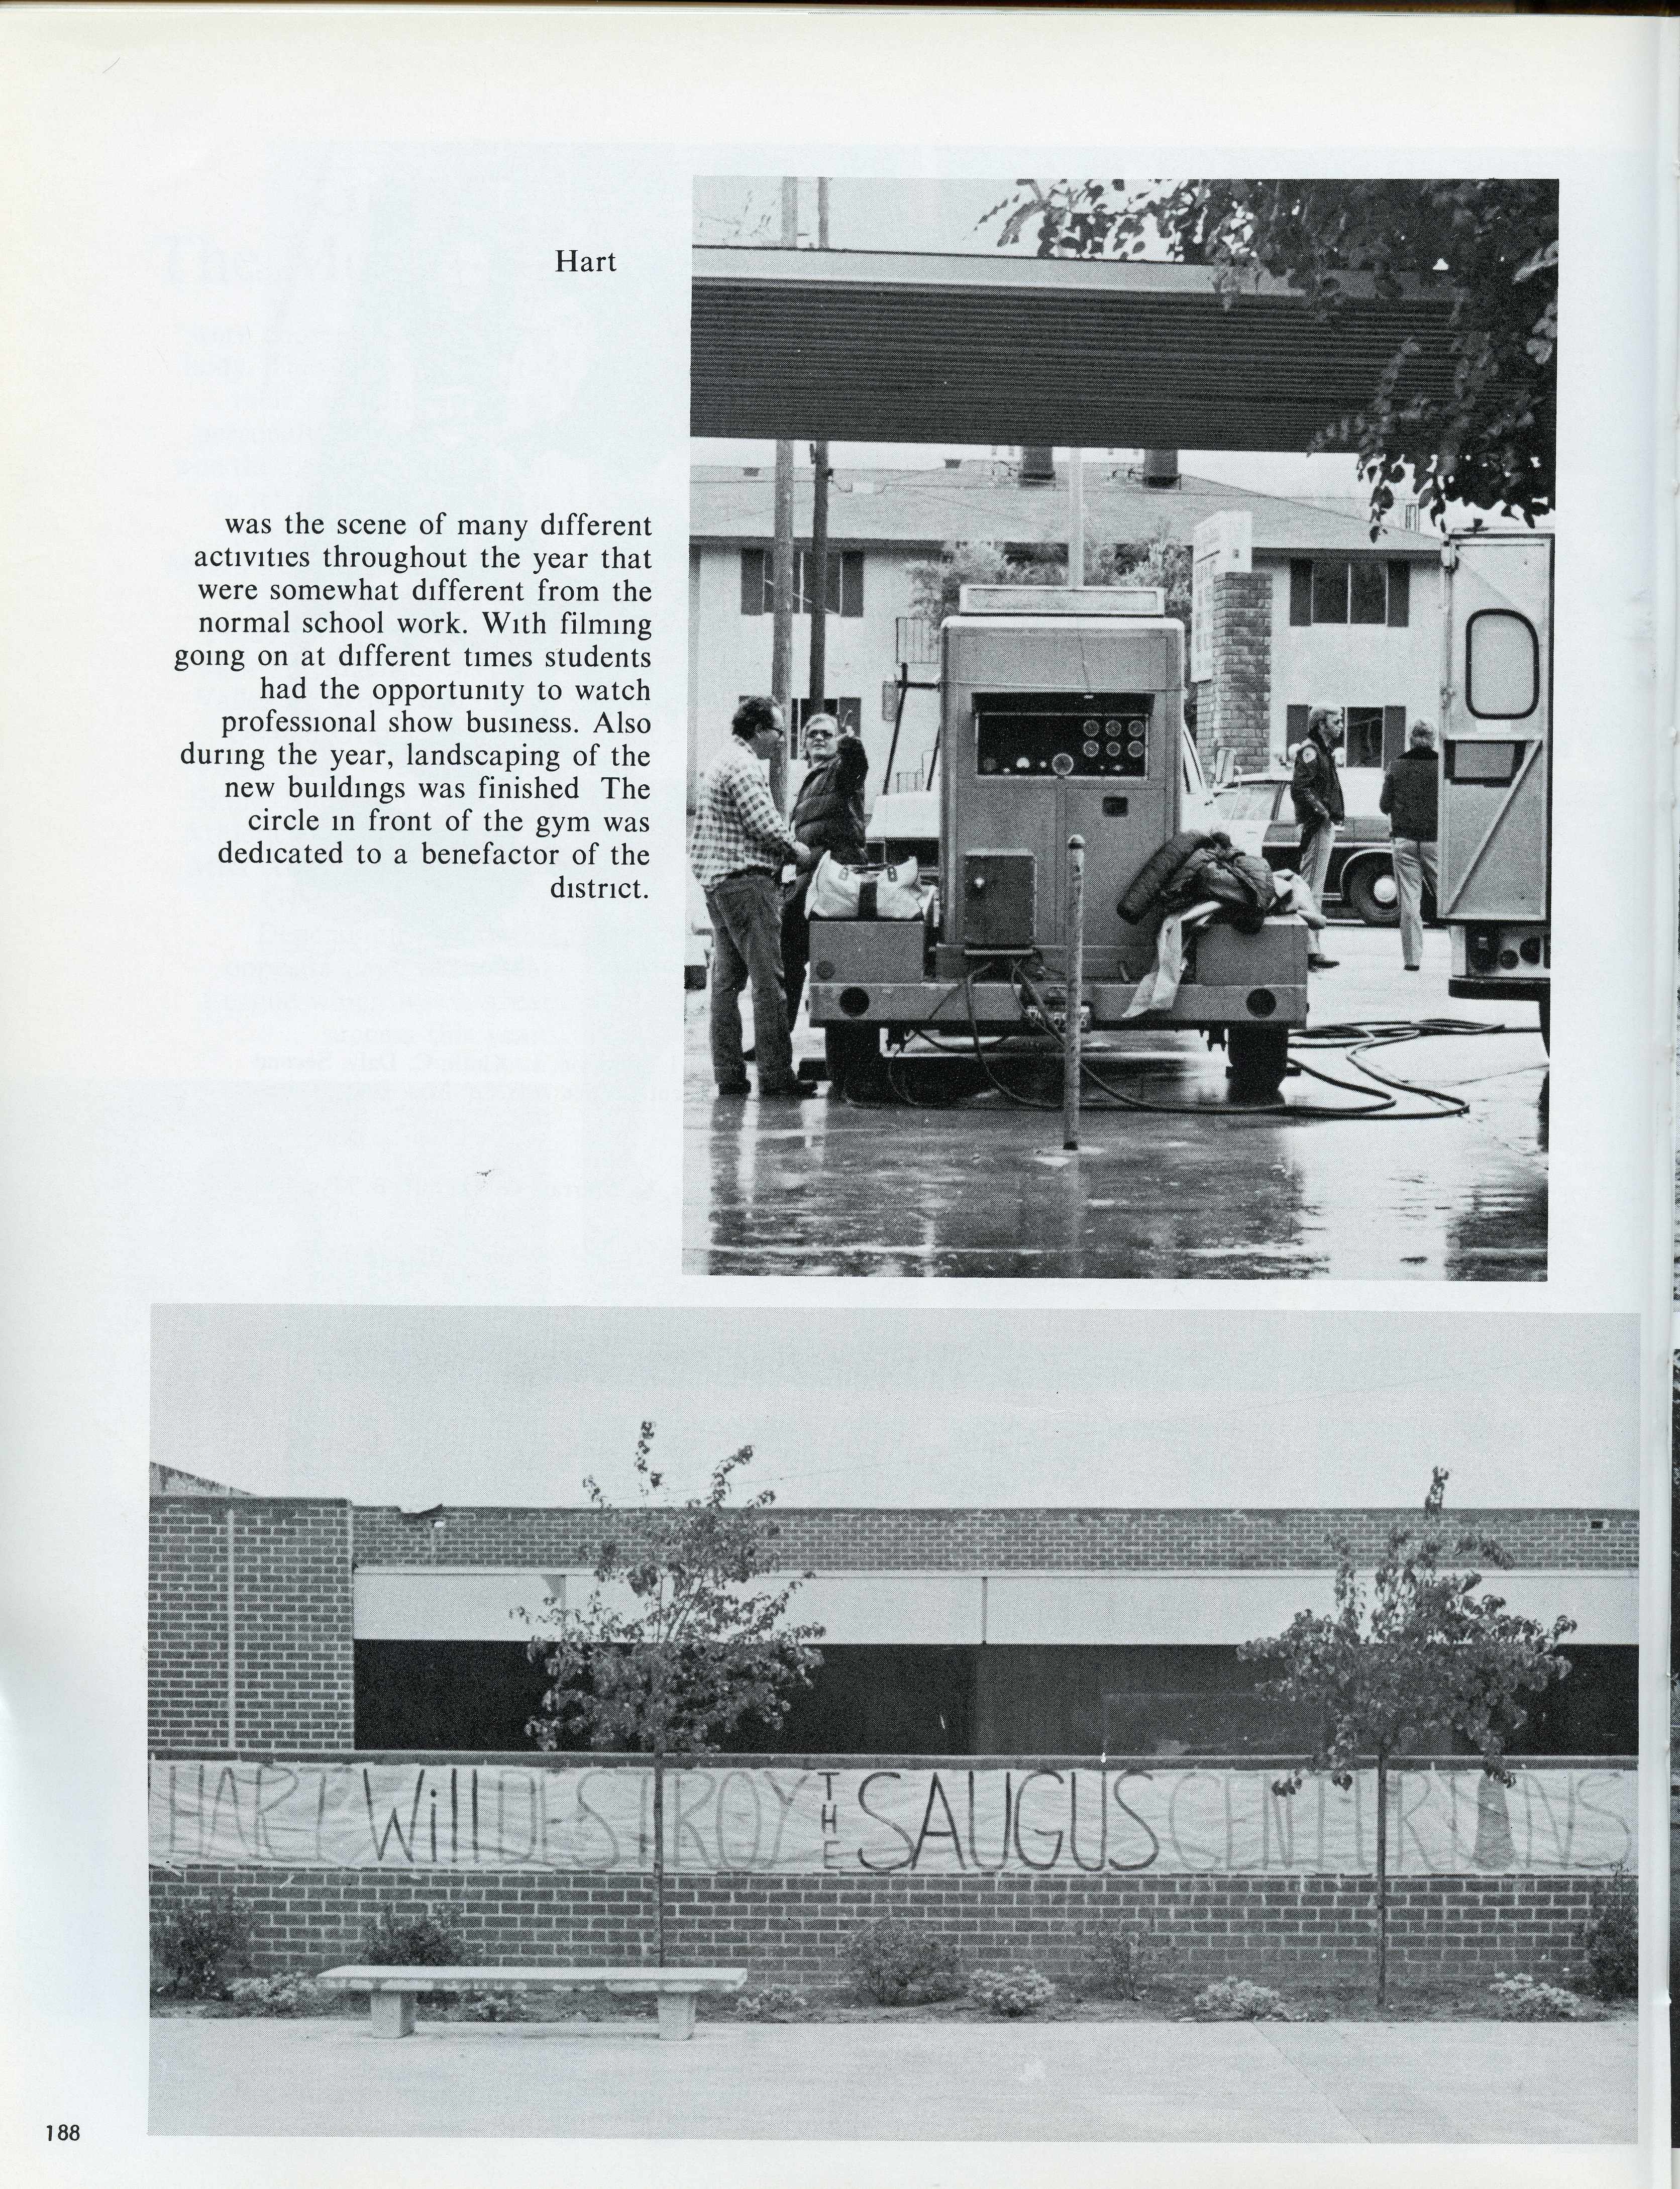 Hart
was the scene of many different
activities throughout the year that
were somewhat different from the
normal school work. With filming
going on at different times students
had the opportunity to watch
professional show business. Also
during the year, landscaping of the
new buildings was finished The
circle in front of the gym was
dedicated to a benefactor of the
district.
HART Will DESTROY THE SAUGUS CENTURIONS
188